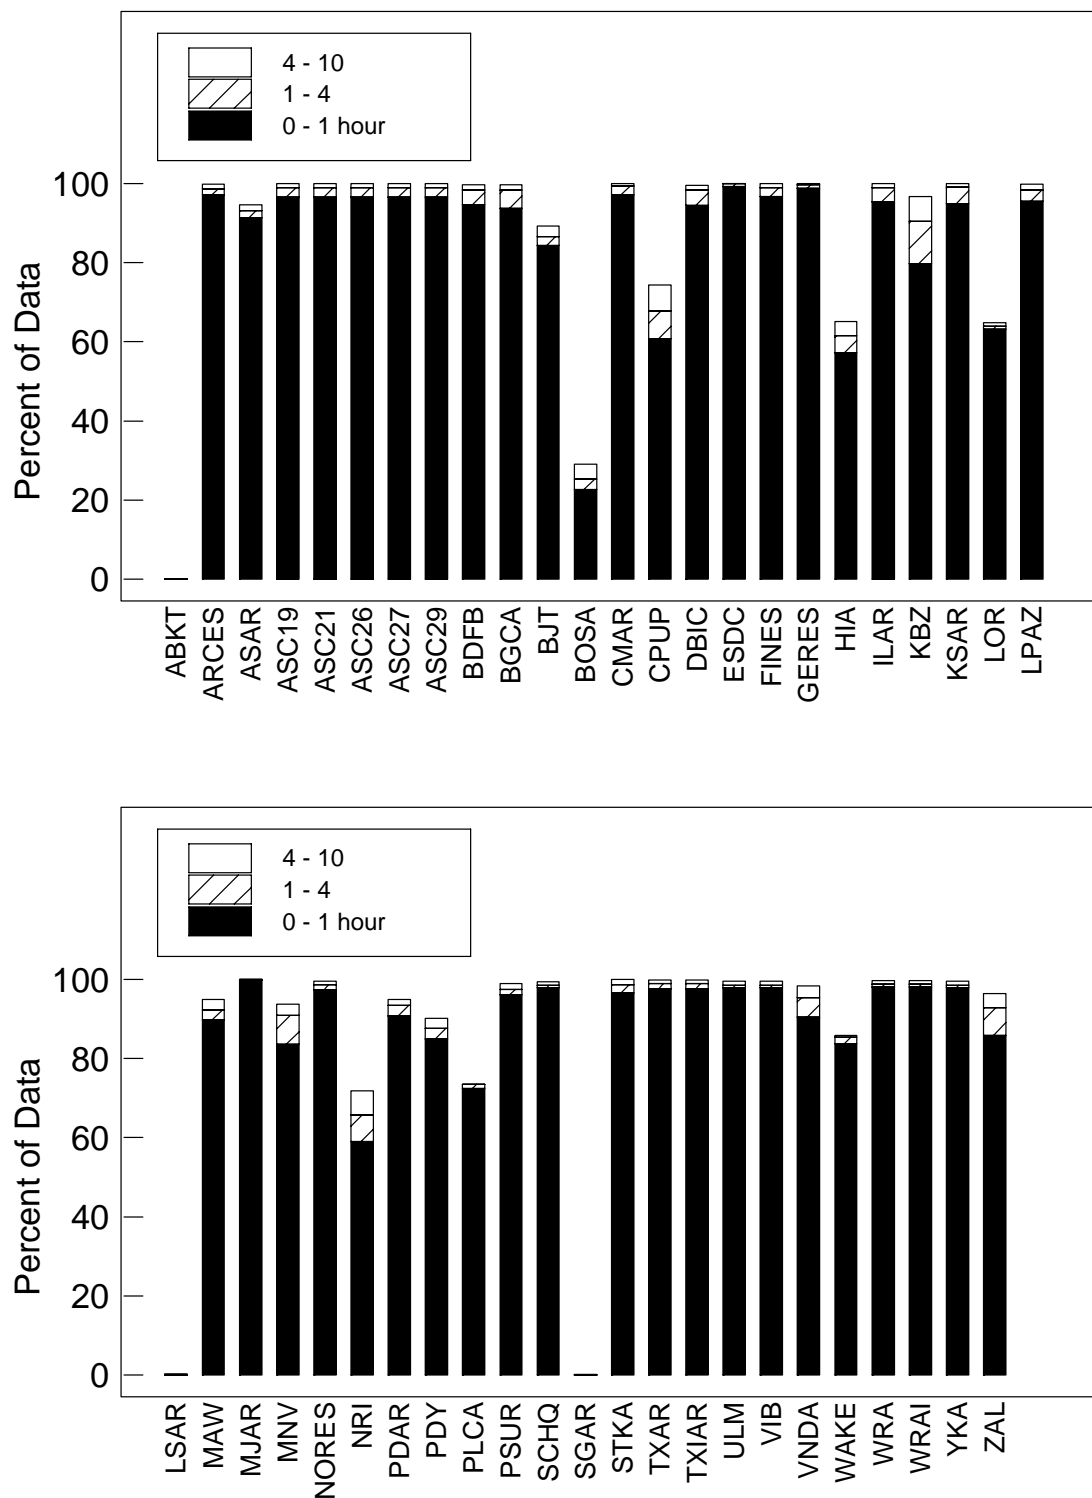 4 - 10
1 - 4
0 - 1 hour
Percent of Data
100
80
60
40
20
0
ABKT
ARCES
ASAR
ASC19
ASC21
ASC26
ASC27
ASC29
BDFB
BGCA
BJT
BOSA
CMAR
CPUP
DBIC
ESDC
FINES
GERES
HIA
ILAR
KBZ
KSAR
LOR
LPAZ
4 - 10
1 - 4
0 - 1 hour
Percent of Data
100
80
60
40
20
0
LSAR
MAW
MJAR
MNV
NORES
NRI
PDAR
PDY
PLCA
PSUR
SCHQ
SGAR
STKA
TXAR
TXIAR
ULM
VIB
VNDA
WAKE
WRA
WRAI
YKA
ZAL